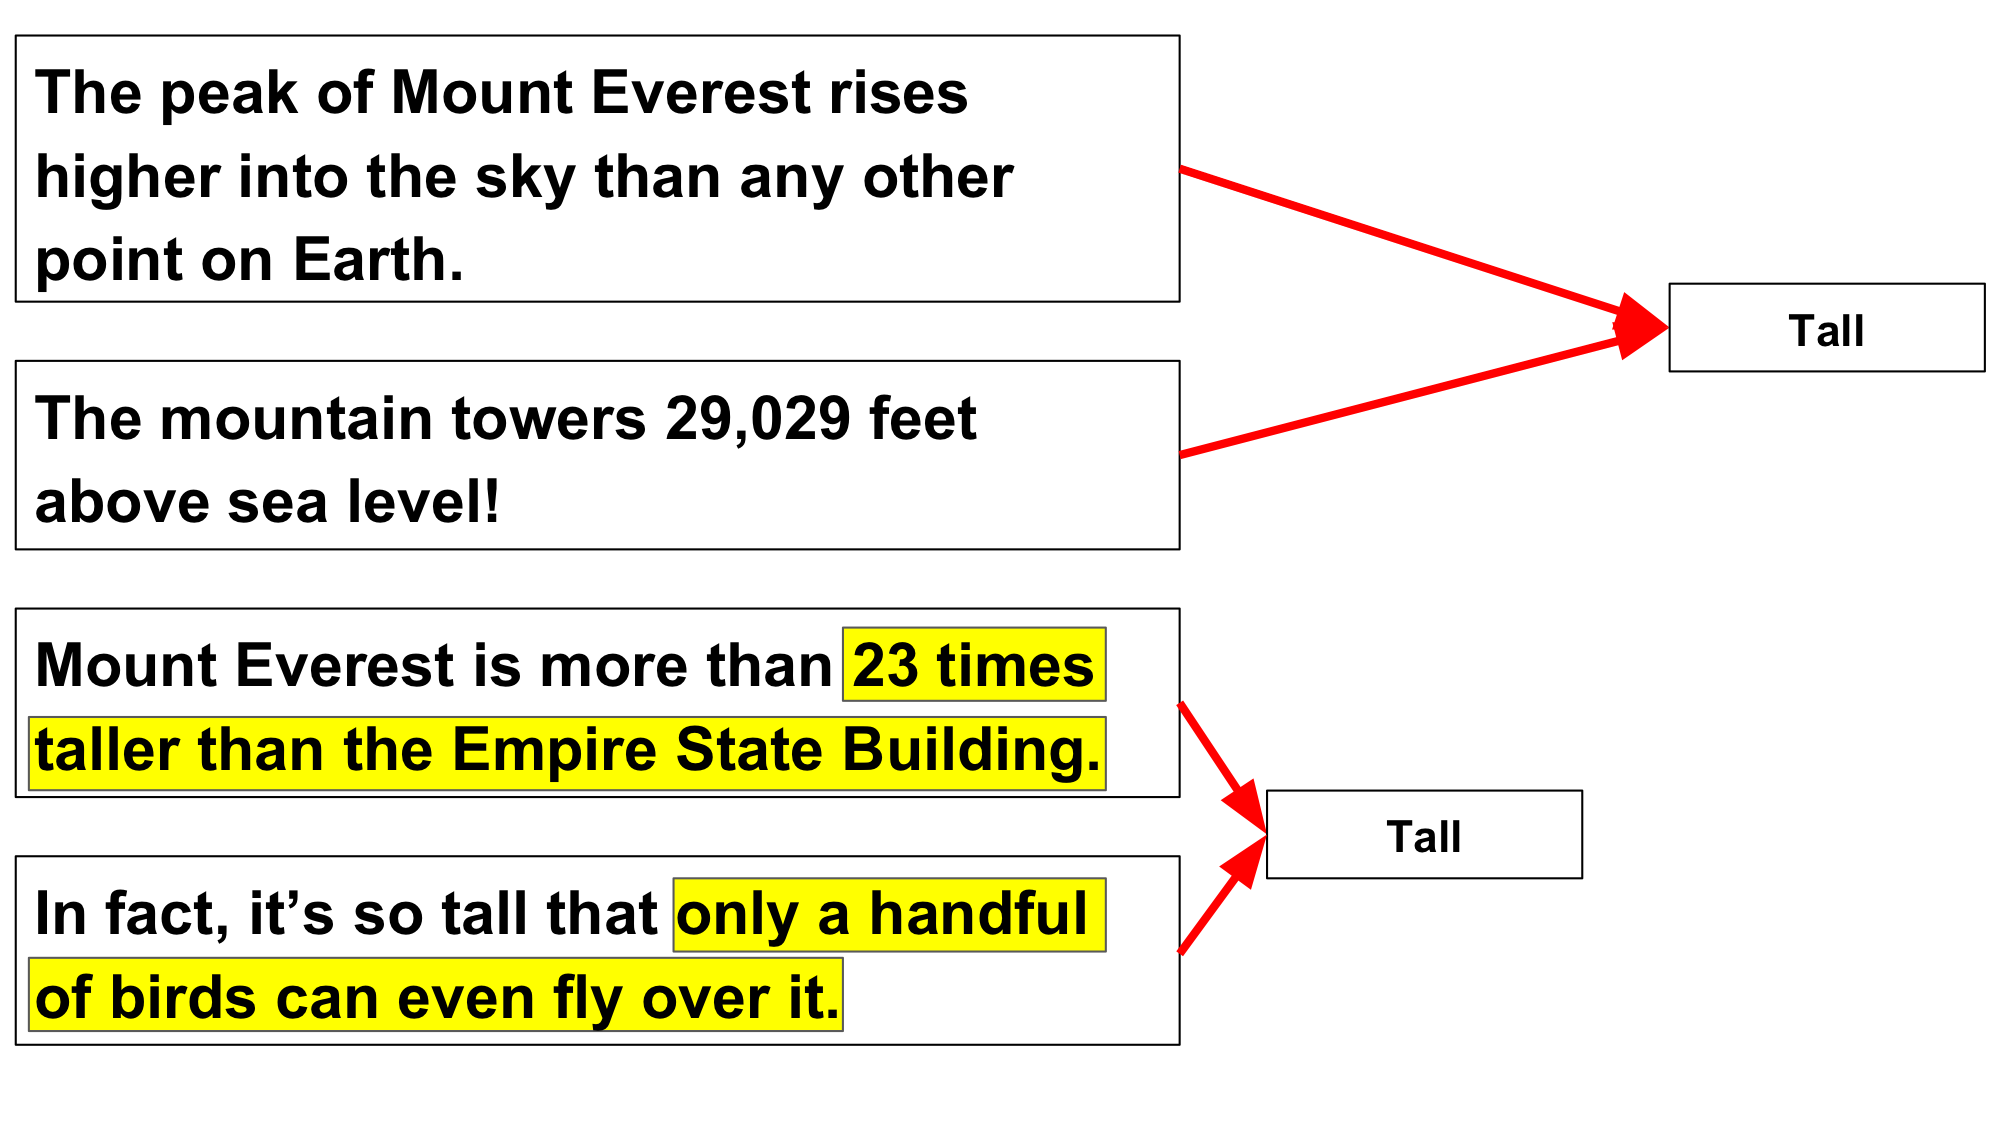 The peak of Mount Everest rises
higher into the sky than any other
point on Earth.
Tall
The mountain towers 29,029 feet
above sea level!
Mount Everest is more than 23 times
taller than the Empire State Building.
Tall
In fact, it’s so tall that only a handful
of birds can even fly over it.